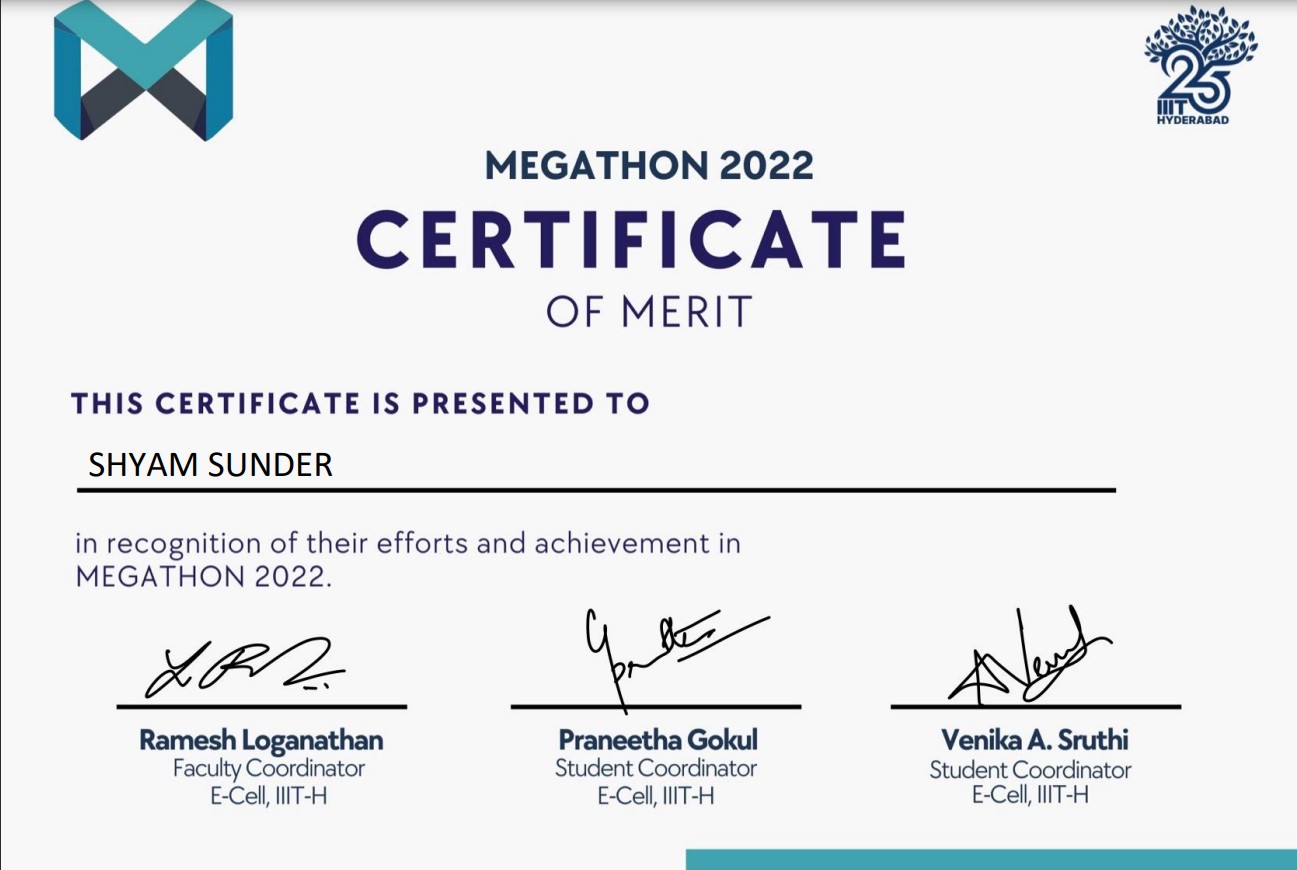 25
IIIT
HYDERABAD
MEGATHON 2022
CERTIFICATE
OF MERIT
THIS CERTIFICATE IS PRESENTED TO
SHYAM SUNDER
in recognition of their efforts and achievement in
MEGATHON 2022.
Ramesh Loganathan
Faculty Coordinator
E-Cell, IIIT-H
Praneetha Gokul
Student Coordinator
E-Cell, IIIT-H
Venika A. Sruthi
Student Coordinator
E-Cell, IIIT-H